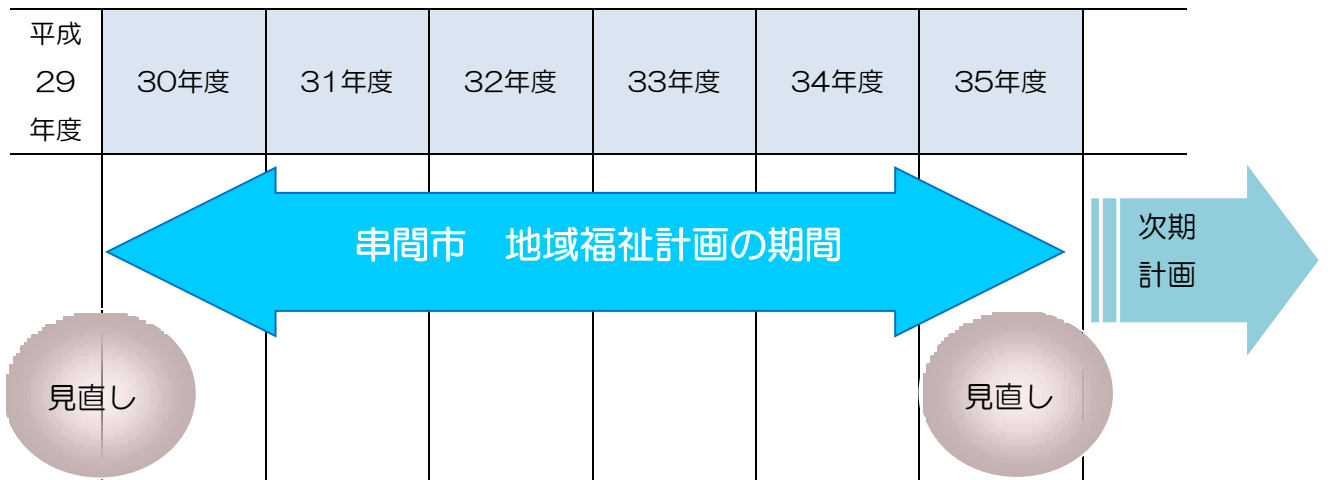 平成
29
年度
30年度
31年度
32年度
33年度
34年度
35年度
串間市　地域福祉計画の期間
次期
計画
見直し
見直し